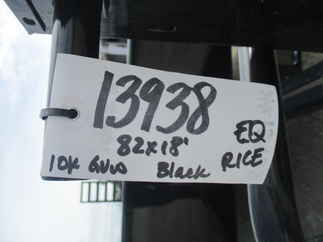 13938
82x18' EQ
10K GVW Black RICE